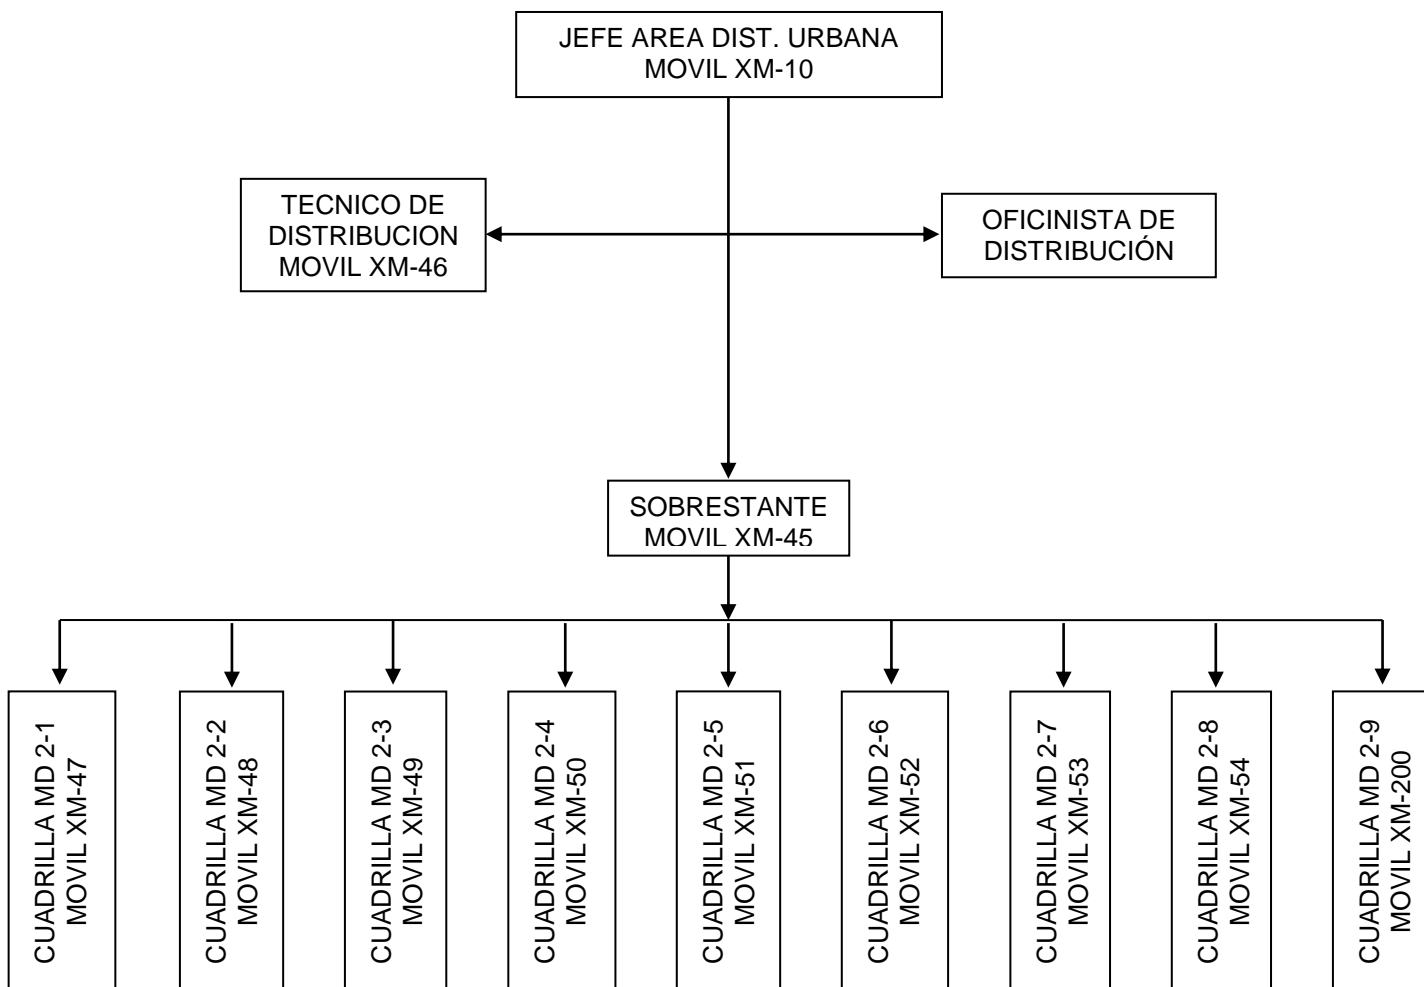 JEFE AREA DIST. URBANA
MOVIL XM-10
TECNICO DE
DISTRIBUCION
MOVIL XM-46
OFICINISTA DE
DISTRIBUCIÓN
SOBRESTANTE
MOVIL XM-45
CUADRILLA MD 2-1
MOVIL XM-47
CUADRILLA MD 2-2
MOVIL XM-48
CUADRILLA MD 2-3
MOVIL XM-49
CUADRILLA MD 2-4
MOVIL XM-50
CUADRILLA MD 2-5
MOVIL XM-51
CUADRILLA MD 2-6
MOVIL XM-52
CUADRILLA MD 2-7
MOVIL XM-53
CUADRILLA MD 2-8
MOVIL XM-54
CUADRILLA MD 2-9
MOVIL XM-200